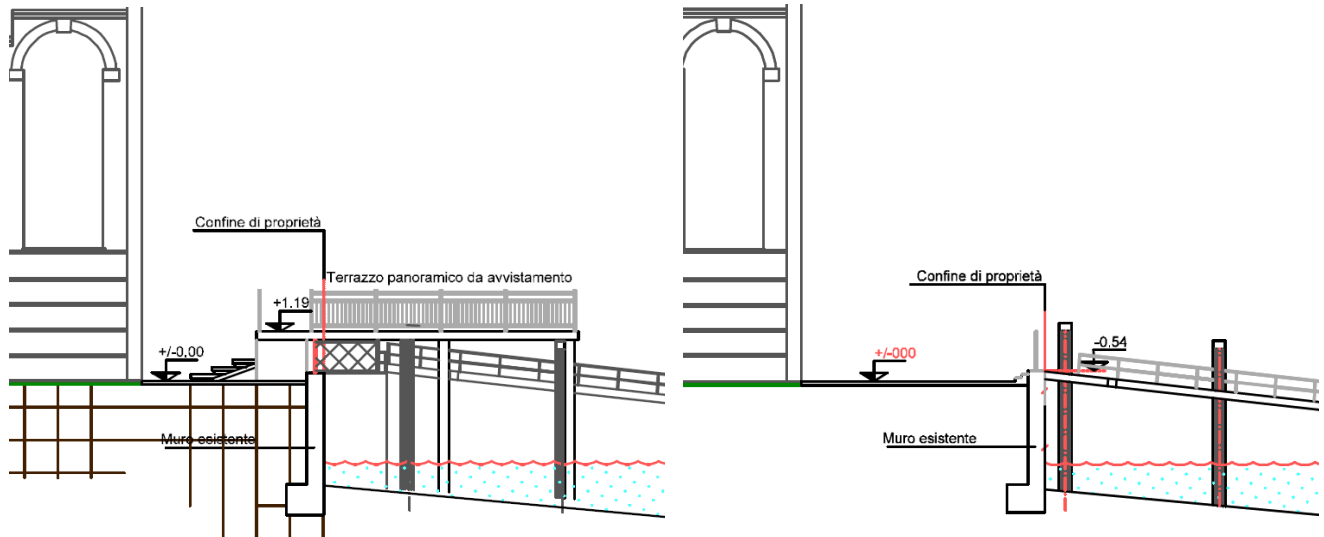 Confine di proprietà
Terrazzo panoramico da avvistamento
+1.19
+/-0,00
Muro esistente
Confine di proprietà
+/-000
-0.54
Muro esistente